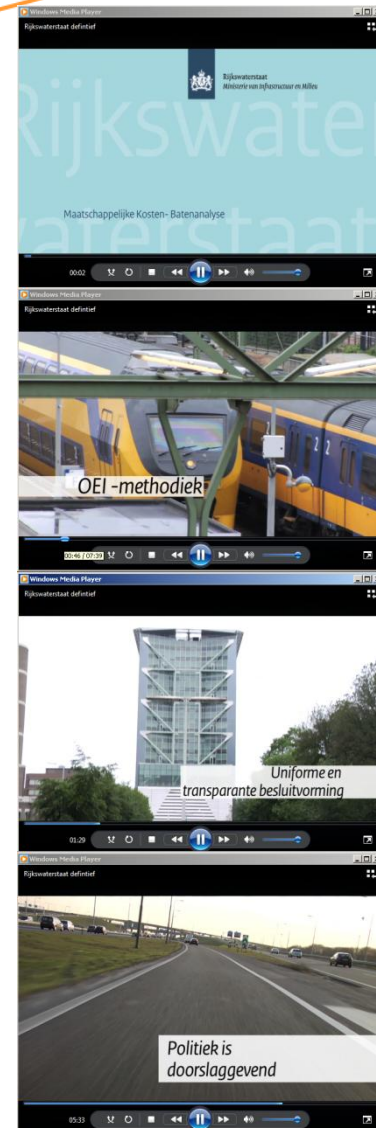 Windows Media Player
Rijkswaterstaat defintief
Rijkswater
waterstaat
Rijkswaterstaat
Ministerie van Infrastructuur en Milieu
Maatschappelijke Kosten- Batenanalyse
00:02
Windows Media Player
Rijkswaterstaat defintief
2 2
OEI -methodiek
00:46 / 07:39
Windows Media Player
Rijkswaterstaat defintief
Uniforme en
transparante besluitvorming
01:29
Windows Media Player
Rijkswaterstaat defintief
Politiek is
doorslaggevend
05:33